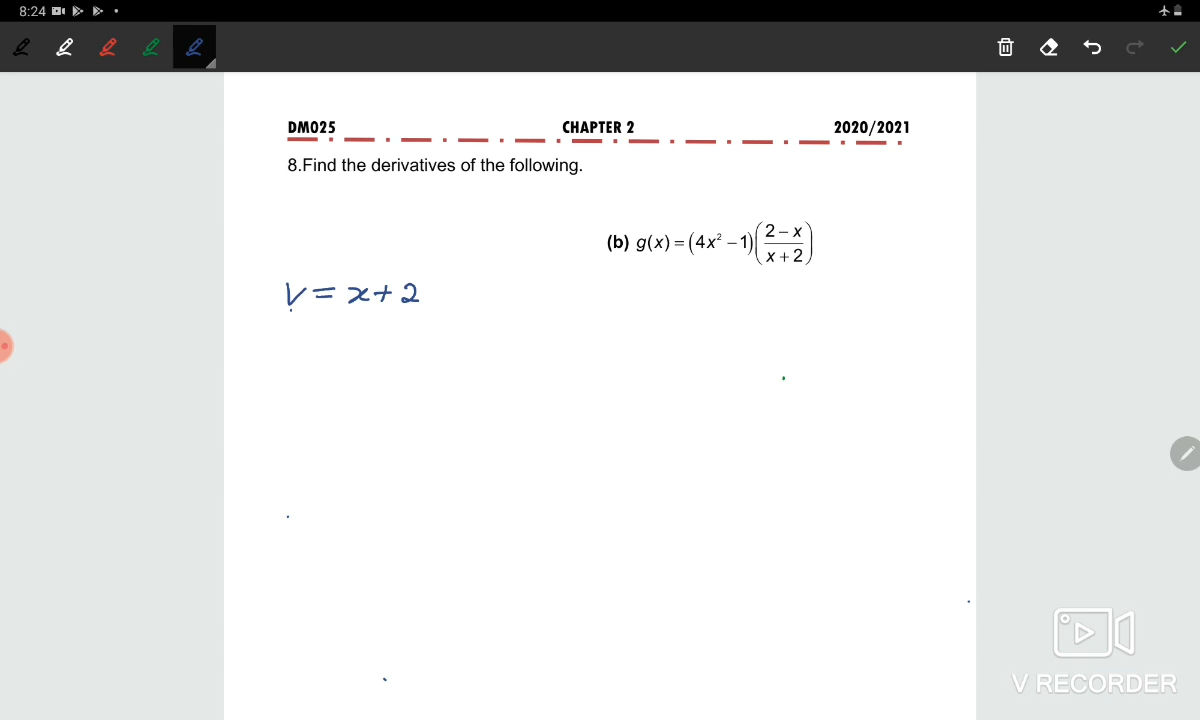 8:24
DM025 CHAPTER 2 2020/2021
8.Find the derivatives of the following.
(b) g(x) = (4x² − 1)((2 − x)/(x + 2))
V = x + 2
V RECORDER